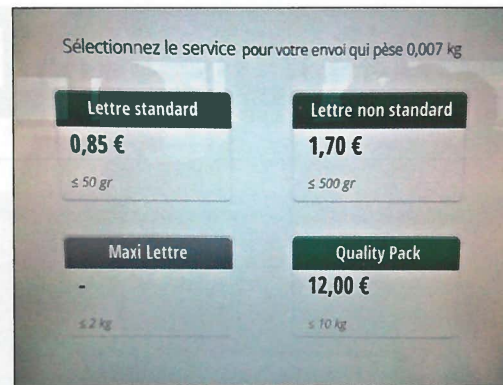 Sélectionnez le service pour votre envoi qui pèse 0,007 kg
Lettre standard
0,85 €
≤ 50 gr
Lettre non standard
1,70 €
≤ 500 gr
Maxi Lettre
-
≤ 2 kg
Quality Pack
12,00 €
≤ 10 kg